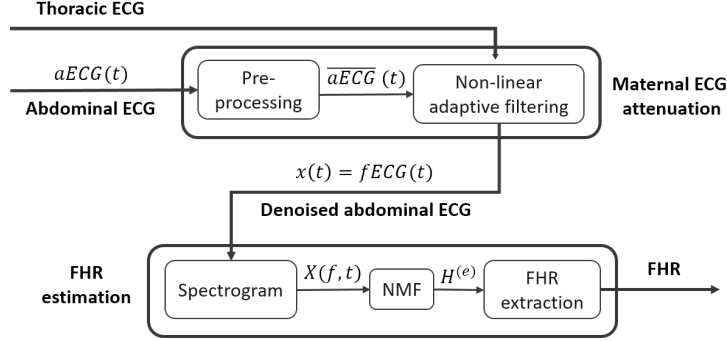 Thoracic ECG
aECG(t)
Abdominal ECG
Pre-
processing
$\overline{aECG}$ (t)
Non-linear
adaptive filtering
Maternal ECG
attenuation
x(t) = fECG(t)
Denoised abdominal ECG
FHR
estimation
Spectrogram
X(f,t)
NMF
H^{(e)}
FHR
extraction
FHR